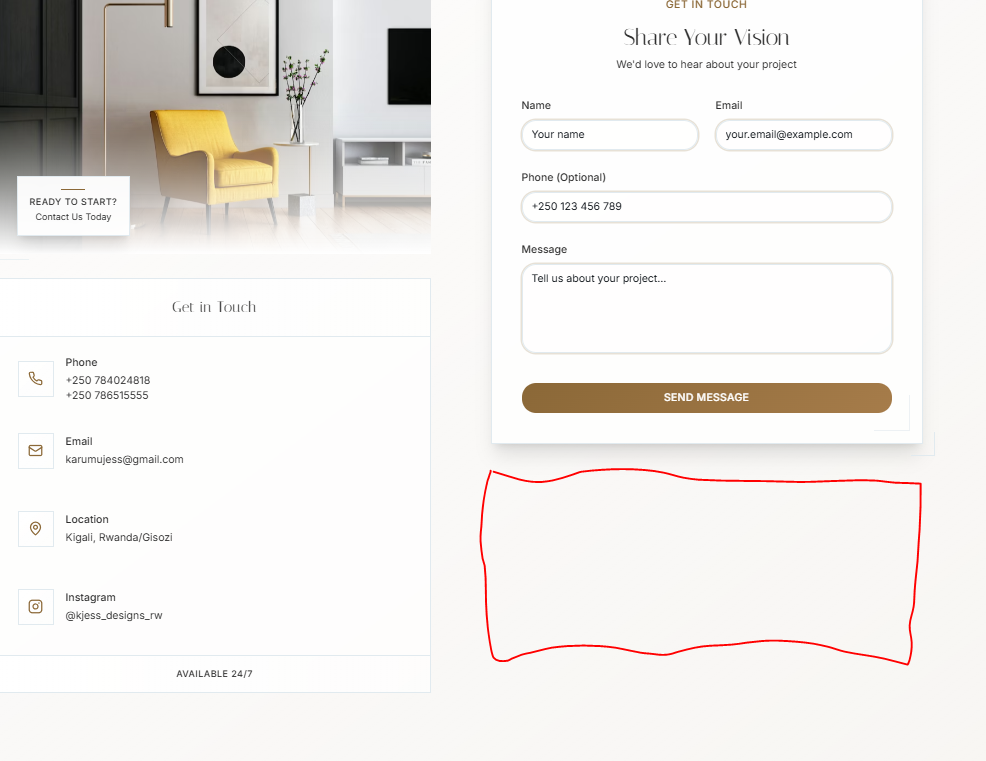 READY TO START?
Contact Us Today
Get in Touch
Phone
+250 784024818
+250 786515555
Email
karumujess@gmail.com
Location
Kigali, Rwanda/Gisozi
Instagram
@kjess_designs_rw
AVAILABLE 24/7
GET IN TOUCH
Share Your Vision
We'd love to hear about your project
Name
Email
Your name
your.email@example.com
Phone (Optional)
+250 123 456 789
Message
Tell us about your project...
SEND MESSAGE